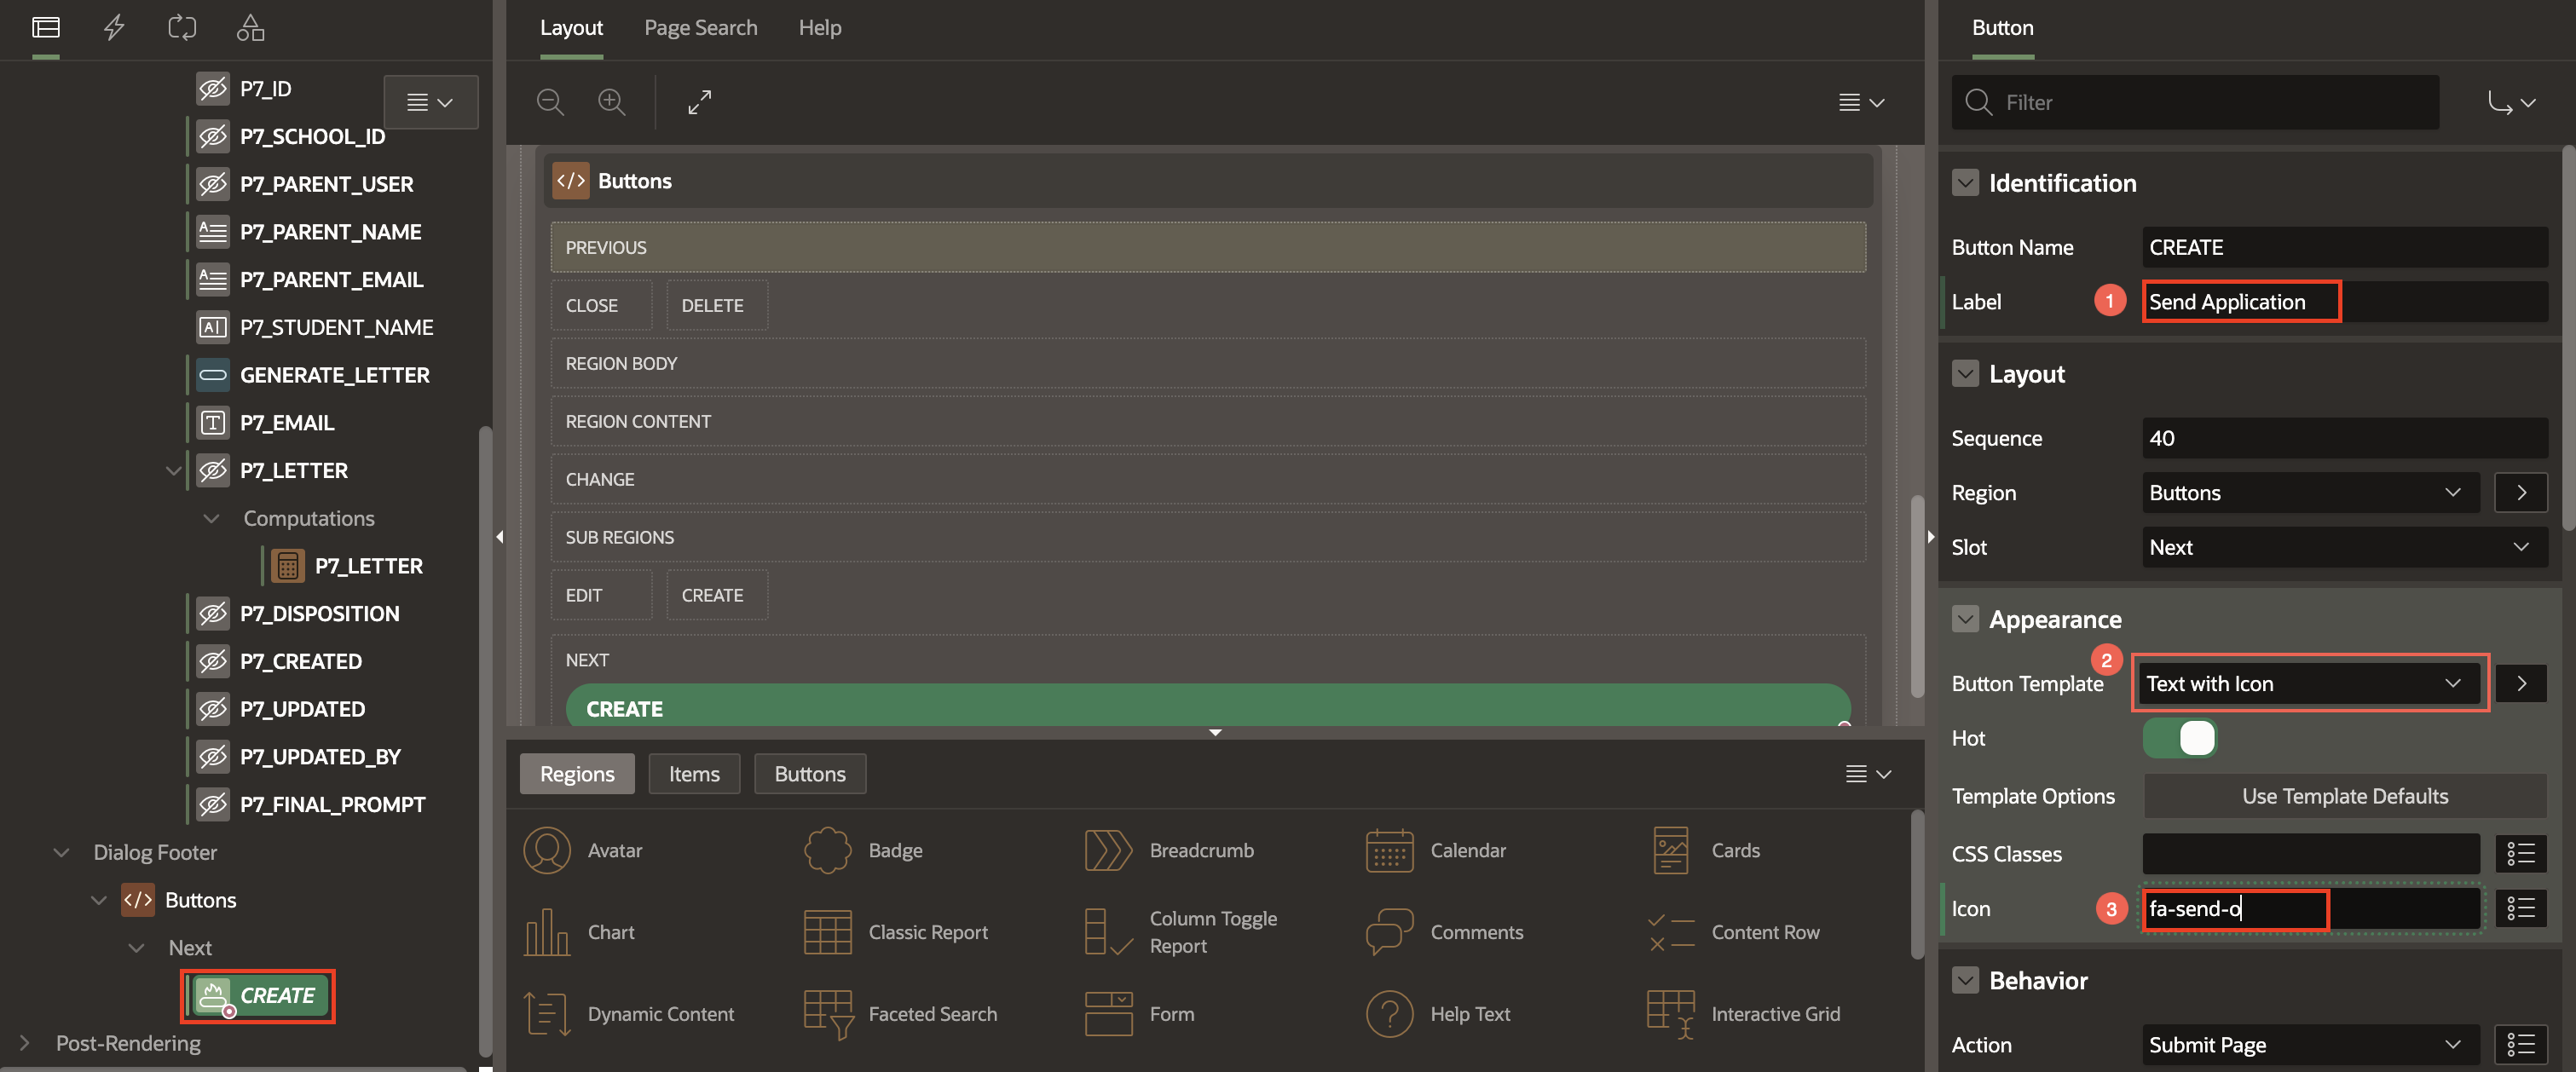 P7_ID
P7_SCHOOL_ID
P7_PARENT_USER
P7_PARENT_NAME
P7_PARENT_EMAIL
P7_STUDENT_NAME
GENERATE_LETTER
P7_EMAIL
P7_LETTER
Computations
P7_LETTER
P7_DISPOSITION
P7_CREATED
P7_UPDATED
P7_UPDATED_BY
P7_FINAL_PROMPT
Dialog Footer
Buttons
Next
CREATE
Post-Rendering
Layout Page Search Help
Buttons
PREVIOUS
CLOSE DELETE
REGION BODY
REGION CONTENT
CHANGE
SUB REGIONS
EDIT CREATE
NEXT
CREATE
Regions Items Buttons
Avatar Badge Breadcrumb Calendar Cards
Chart Classic Report Column Toggle Report Comments Content Row
Dynamic Content Faceted Search Form Help Text Interactive Grid
Button
Filter
Identification
Button Name CREATE
Label 1 Send Application
Layout
Sequence 40
Region Buttons
Slot Next
Appearance
2
Button Template Text with Icon
Hot
Template Options Use Template Defaults
CSS Classes
Icon 3 fa-send-o
Behavior
Action Submit Page